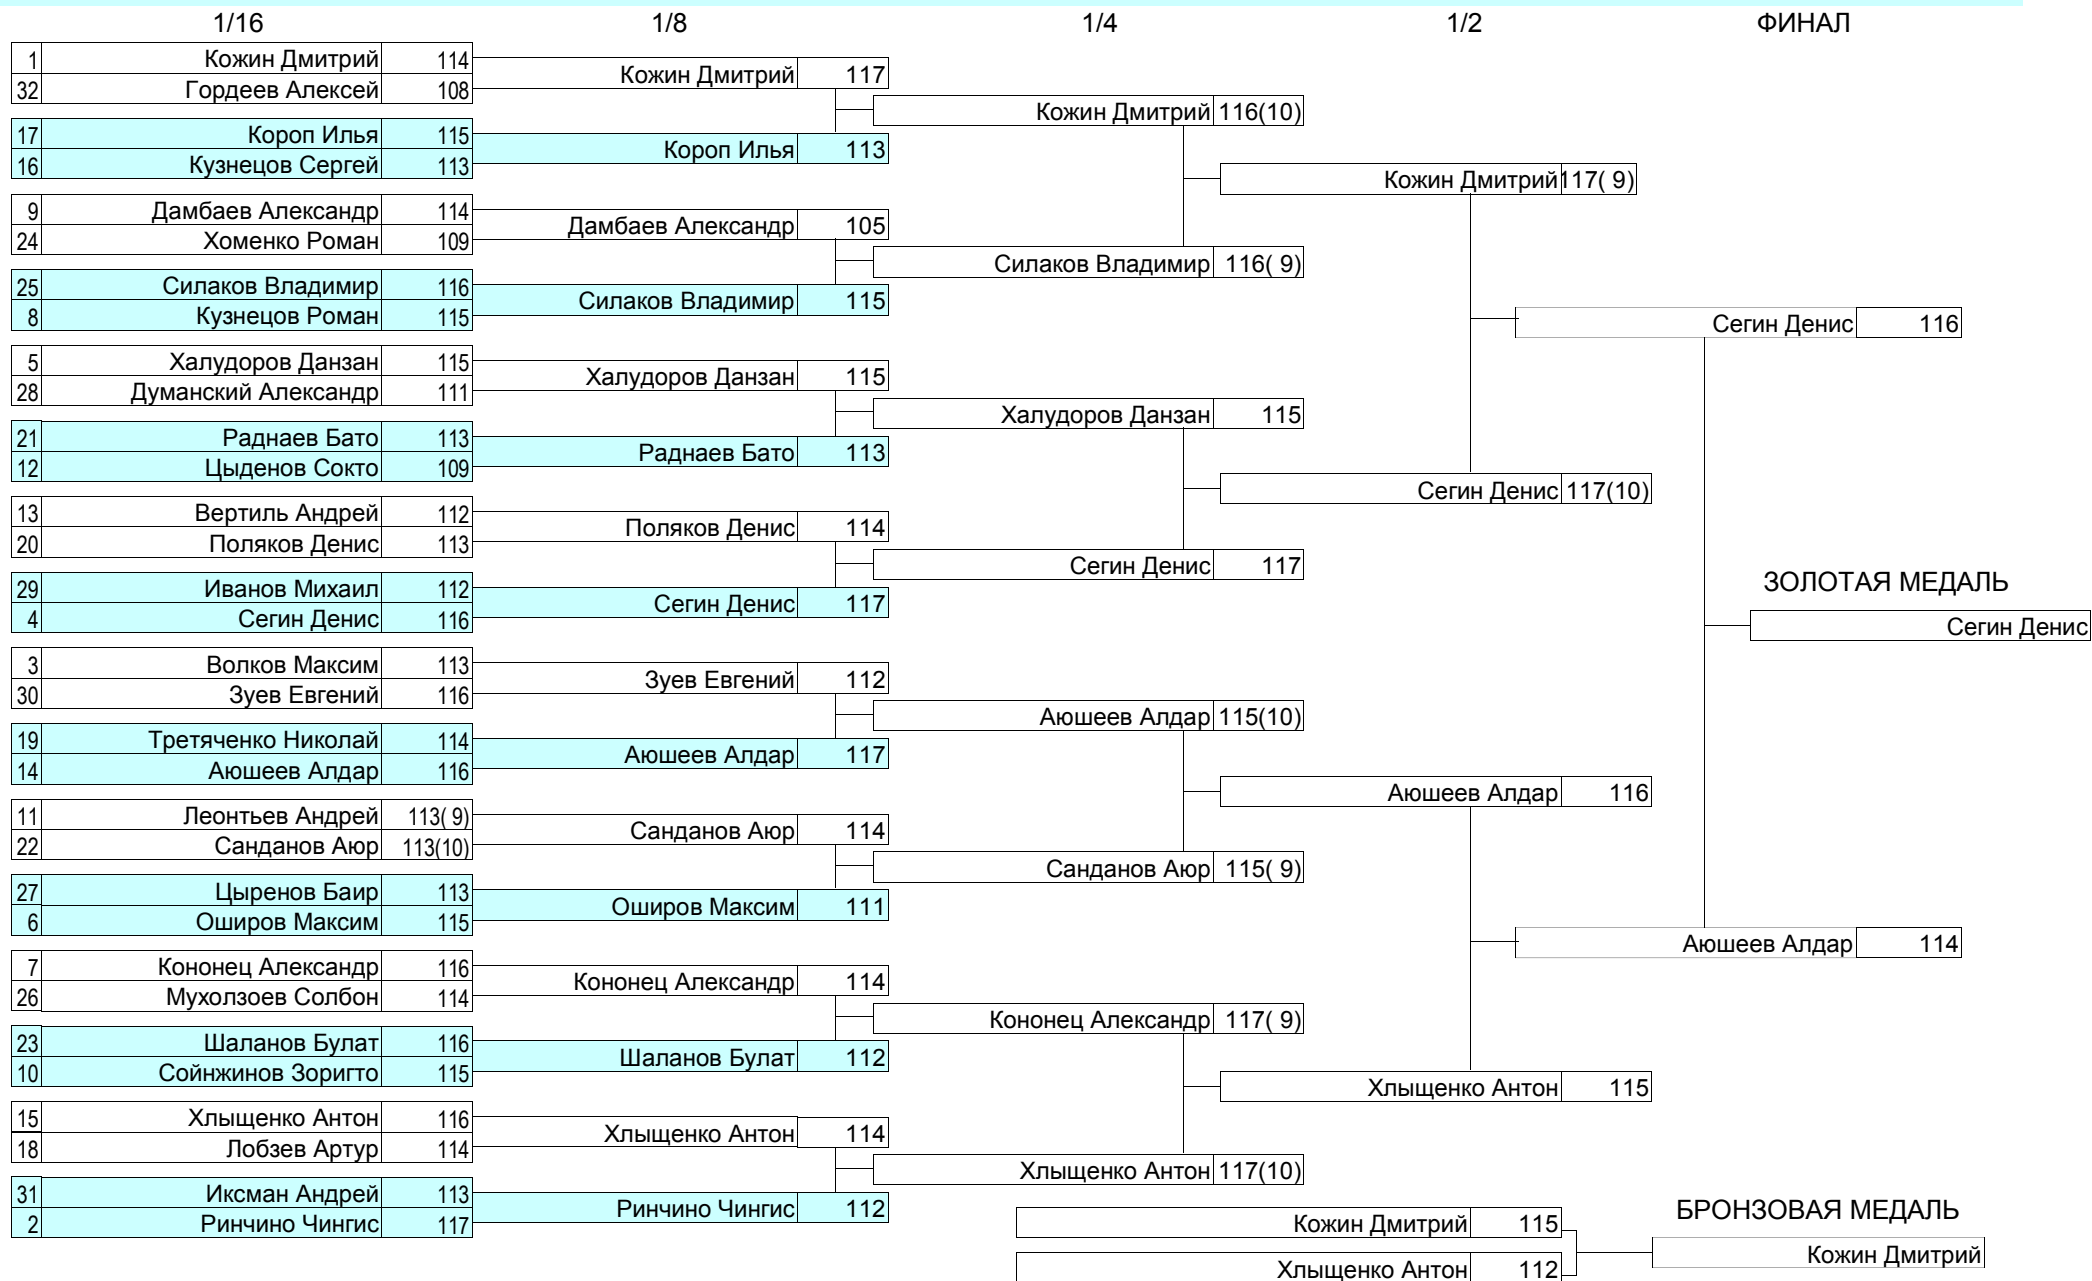 1/16 1/8 1/4 1/2 ФИНАЛ
1 Кожин Дмитрий 114
32 Гордеев Алексей 108
17 Короп Илья 115
16 Кузнецов Сергей 113
9 Дамбаев Александр 114
24 Хоменко Роман 109
25 Силаков Владимир 116
8 Кузнецов Роман 115
5 Халудоров Данзан 115
28 Думанский Александр 111
21 Раднаев Бато 113
12 Цыденов Сокто 109
13 Вертиль Андрей 112
20 Поляков Денис 113
29 Иванов Михаил 112
4 Сегин Денис 116
3 Волков Максим 113
30 Зуев Евгений 116
19 Третяченко Николай 114
14 Аюшеев Алдар 116
11 Леонтьев Андрей 113( 9)
22 Санданов Аюр 113(10)
27 Цыренов Баир 113
6 Оширов Максим 115
7 Кононец Александр 116
26 Мухолзоев Солбон 114
23 Шаланов Булат 116
10 Сойнжинов Зоригто 115
15 Хлыщенко Антон 116
18 Лобзев Артур 114
31 Иксман Андрей 113
2 Ринчино Чингис 117
Кожин Дмитрий 117
Короп Илья 113
Дамбаев Александр 105
Силаков Владимир 115
Халудоров Данзан 115
Раднаев Бато 113
Поляков Денис 114
Сегин Денис 117
Зуев Евгений 112
Аюшеев Алдар 117
Санданов Аюр 114
Оширов Максим 111
Кононец Александр 114
Шаланов Булат 112
Хлыщенко Антон 114
Ринчино Чингис 112
Кожин Дмитрий 116(10)
Силаков Владимир 116( 9)
Халудоров Данзан 115
Сегин Денис 117
Аюшеев Алдар 115(10)
Санданов Аюр 115( 9)
Кононец Александр 117( 9)
Хлыщенко Антон 117(10)
Кожин Дмитрий 117( 9)
Сегин Денис 117(10)
Аюшеев Алдар 116
Хлыщенко Антон 115
Сегин Денис 116
Аюшеев Алдар 114
ЗОЛОТАЯ МЕДАЛЬ
Сегин Денис
Кожин Дмитрий 115
Хлыщенко Антон 112
БРОНЗОВАЯ МЕДАЛЬ
Кожин Дмитрий